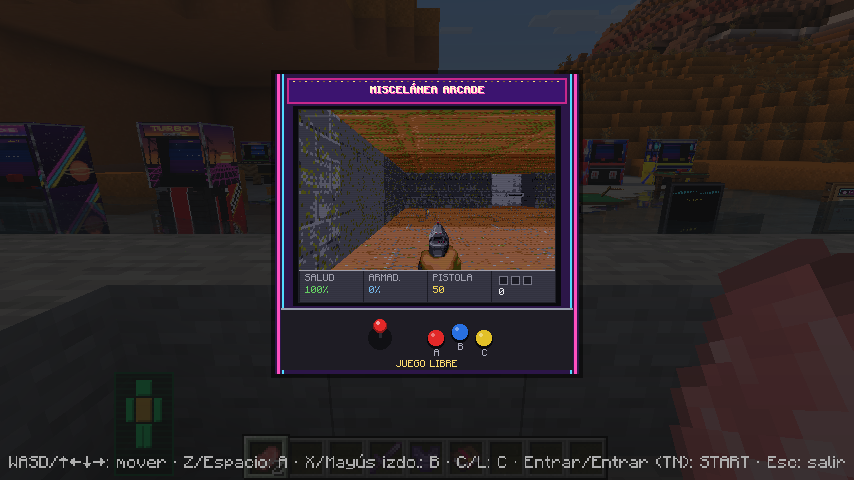 MISCELÁNEA ARCADE
TURBO
SALUD
100%
ARMAD.
0%
PISTOLA
50
0
A
B
C
JUEGO LIBRE
WASD/↑←↓→: mover · Z/Espacio: A · X/Mayús izdo.: B · C/L: C · Entrar/Entrar (TN): START · Esc: salir